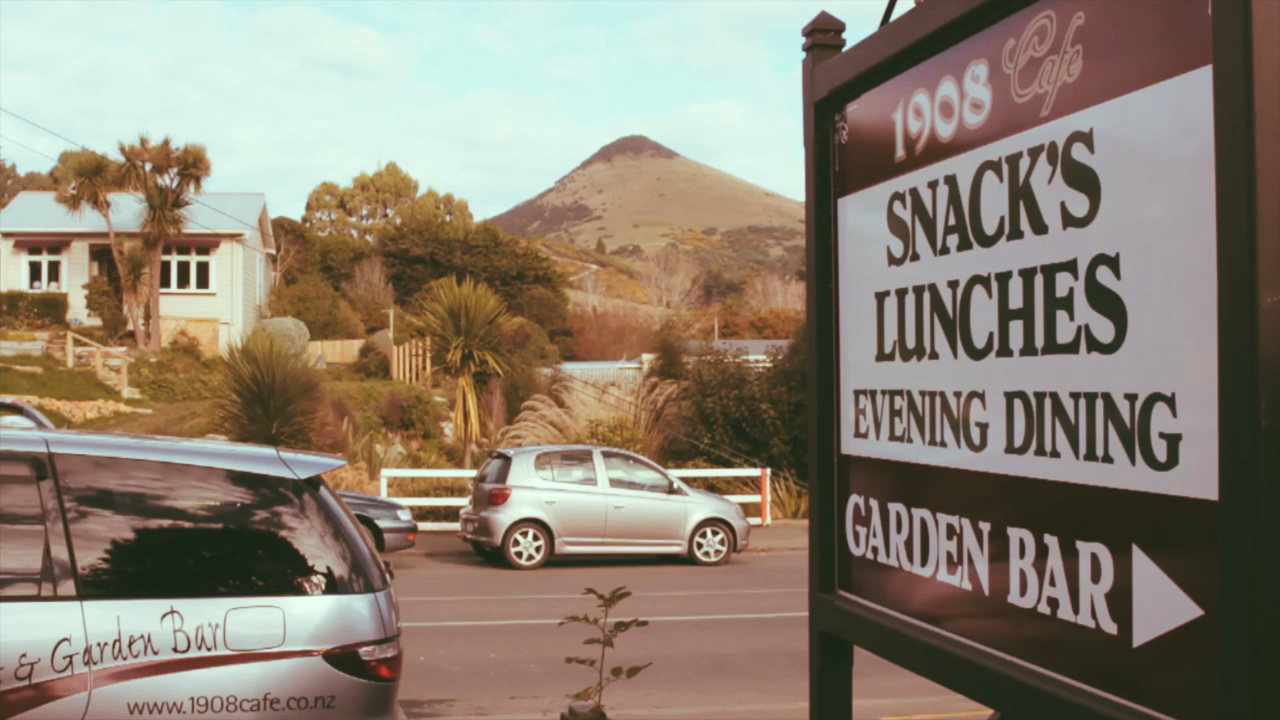 1908 Cafe
SNACK'S
LUNCHES
EVENING DINING
GARDEN BAR
& Garden Bar
www.1908cafe.co.nz